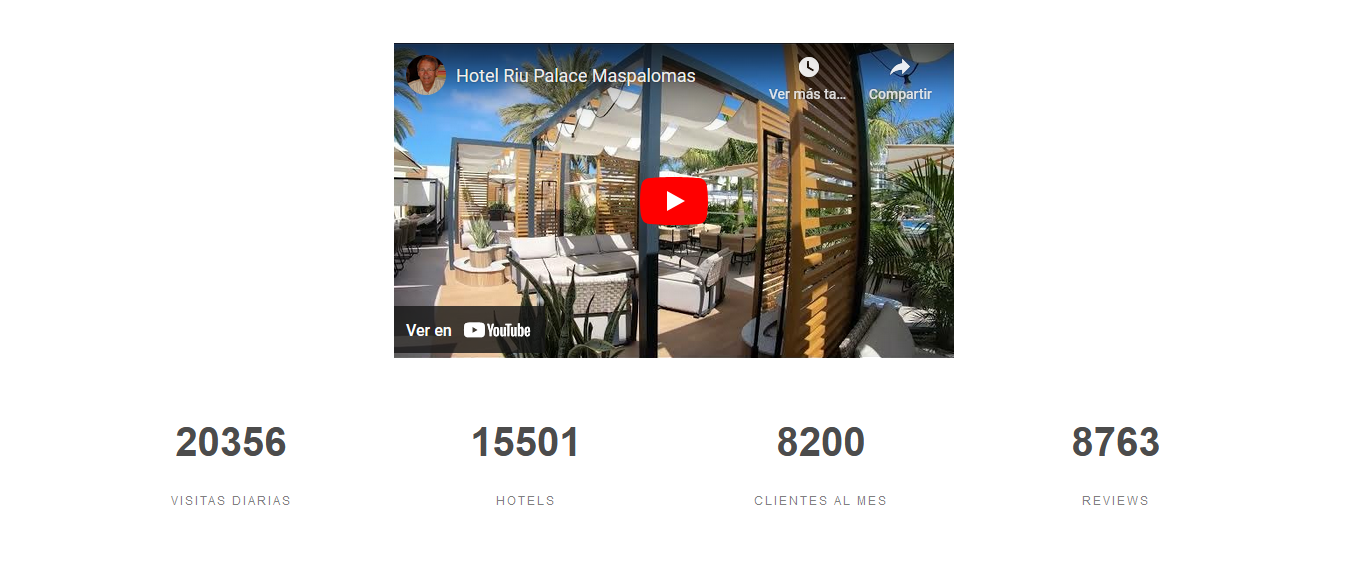 Hotel Riu Palace Maspalomas
Ver más ta...
Compartir
Ver en YouTube
20356
15501
8200
8763
VISITAS DIARIAS
HOTELS
CLIENTES AL MES
REVIEWS